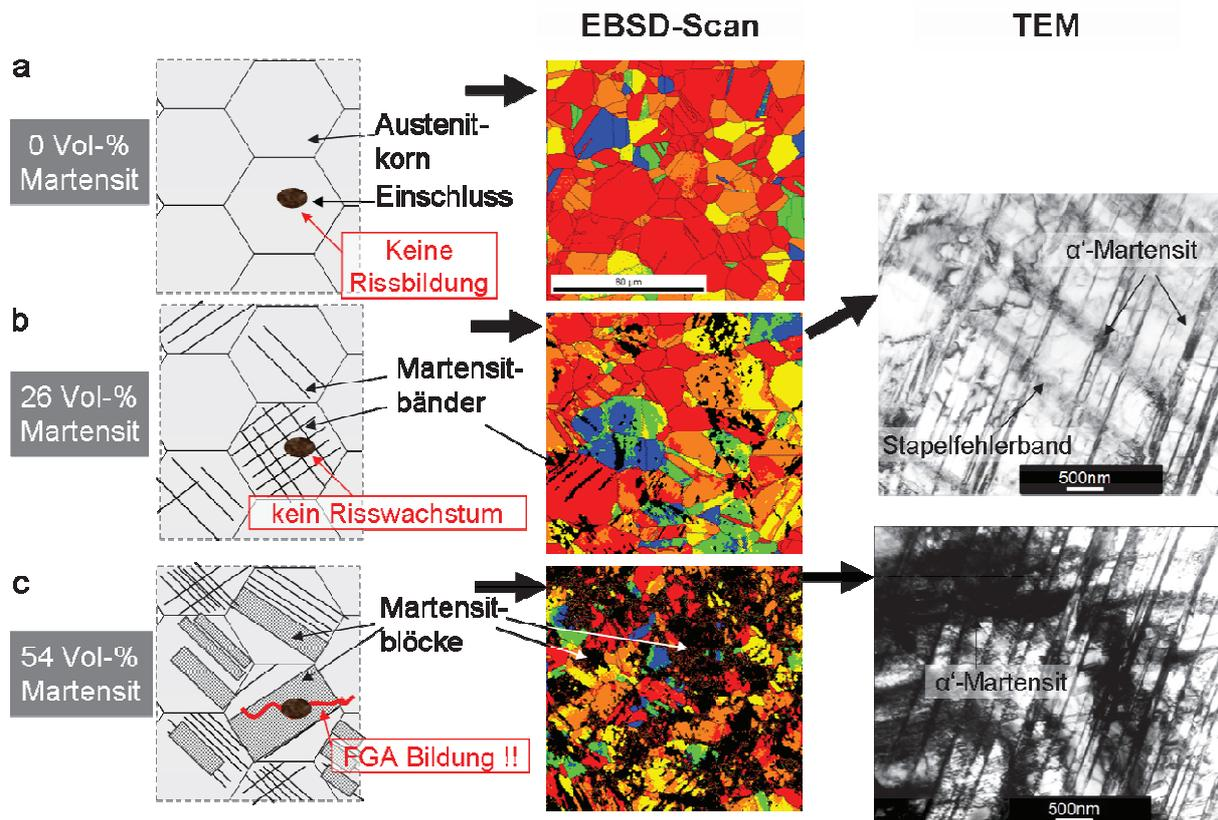 EBSD-Scan
TEM
a
0 Vol-%
Martensit
Austenit-
korn
Einschluss
Keine
Rissbildung
80 µm
b
26 Vol-%
Martensit
Martensit-
bänder
kein Risswachstum
α'-Martensit
Stapelfehlerband
500nm
c
54 Vol-%
Martensit
Martensit-
blöcke
FGA Bildung !!
α'-Martensit
500nm